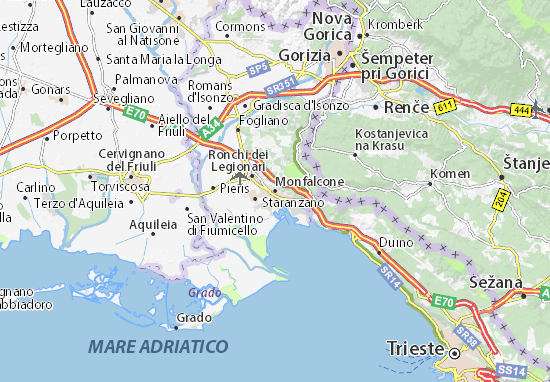 estizza
San Giovanni
al Natisone
Mortegliano
Cormons
Nova
Gorica
Kromberk
Gorizia
Lauzacco
Santa Maria la Longa
SP5
Šempeter
pri Gorici
Palmanova
Romans
d'Isonzo
SR351
Gonars
Sevegliano
Gradisca d'Isonzo
Renče
611
444
E70
A4
Aiello del
Friuli
Fogliano
Porpetto
Kostanjevica
na Krasu
Cervignano
del Friuli
Ronchi dei
Legionari
Štanje
Komen
Carlino
Torviscosa
Pieris
Monfalcone
Terzo d'Aquileia
Staranzano
204
San Valentino
di Fiumicello
Aquileia
Duino
SR14
Sežana
Grado
E70
Grado
SR58
MARE ADRIATICO
Trieste
SS14